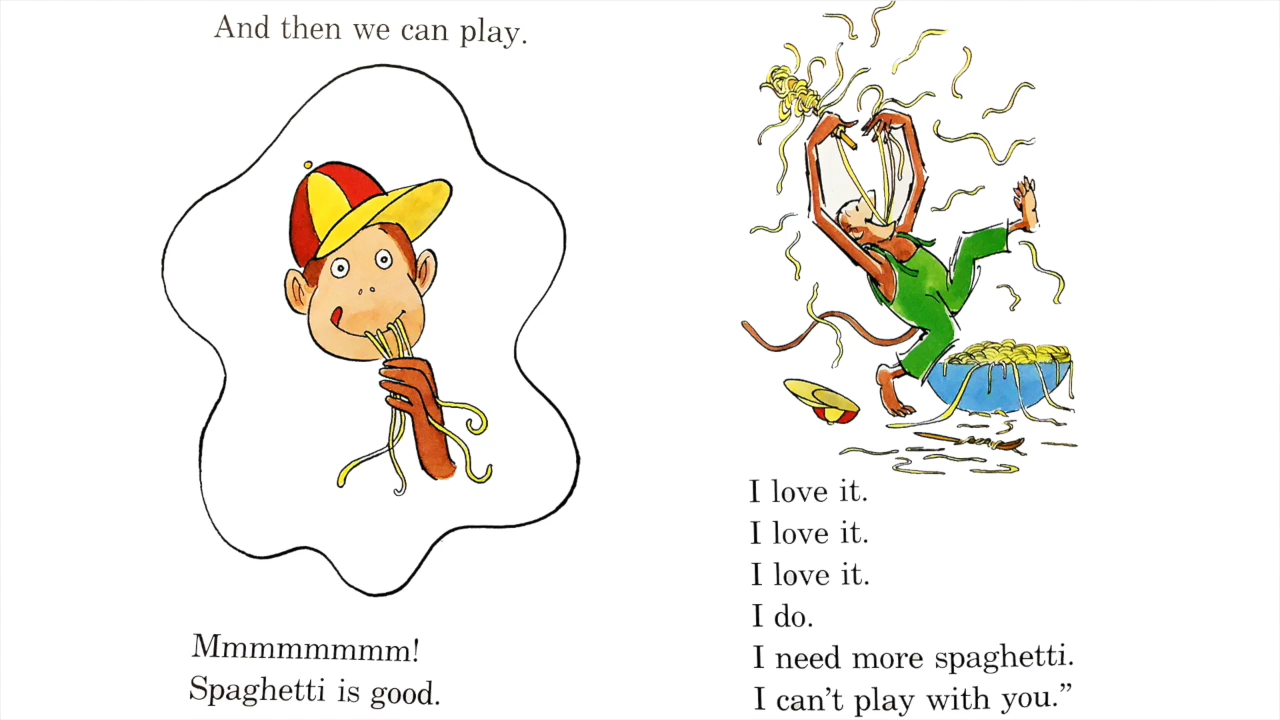 And then we can play.
Mmmmmmmm!
Spaghetti is good.
I love it.
I love it.
I love it.
I do.
I need more spaghetti.
I can't play with you.”